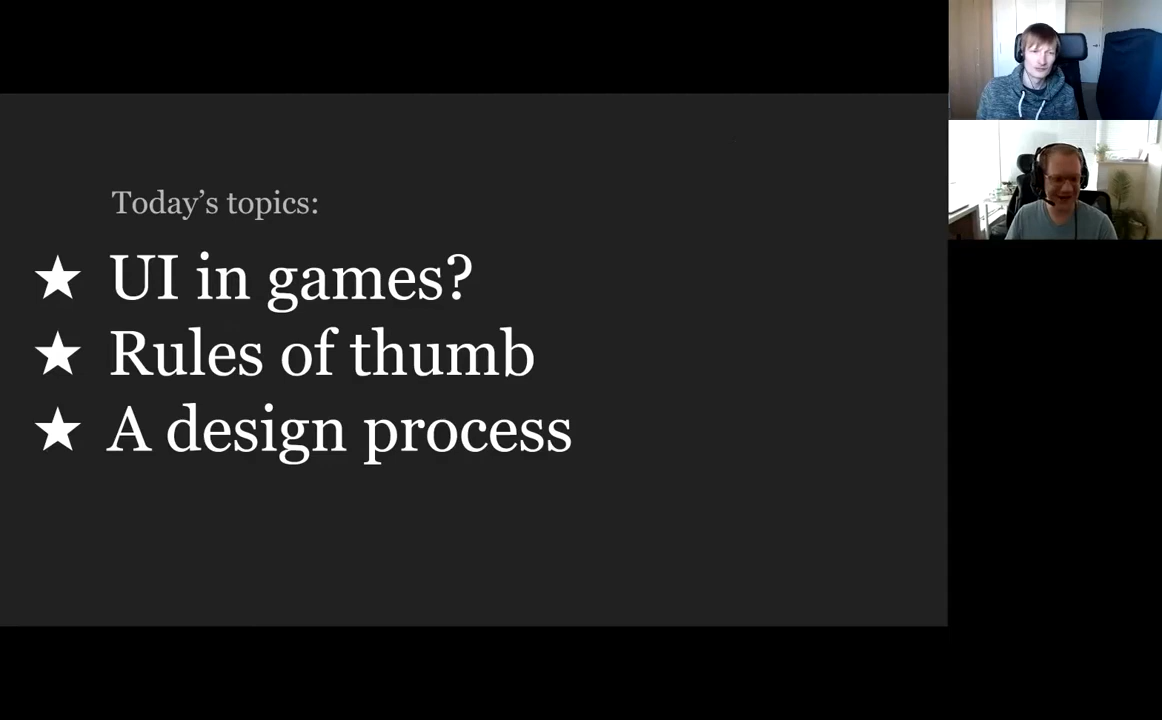 Today's topics:
★ UI in games?
★ Rules of thumb
★ A design process